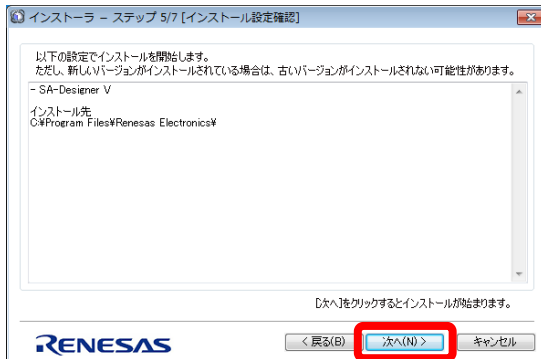 インストーラ – ステップ 5/7 [インストール設定確認]
以下の設定でインストールを開始します。
ただし、新しいバージョンがインストールされている場合は、古いバージョンがインストールされない可能性があります。
- SA-Designer V
インストール先
C:¥Program Files¥Renesas Electronics¥
[次へ]をクリックするとインストールが始まります。
RENESAS
< 戻る(B)
次へ(N) >
キャンセル